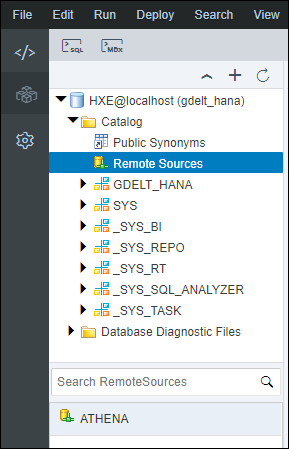 File Edit Run Deploy Search View
SQL MDX
HXE@localhost (gdelt_hana)
Catalog
Public Synonyms
Remote Sources
GDELT_HANA
SYS
_SYS_BI
_SYS_REPO
_SYS_RT
_SYS_SQL_ANALYZER
_SYS_TASK
Database Diagnostic Files
Search RemoteSources
ATHENA